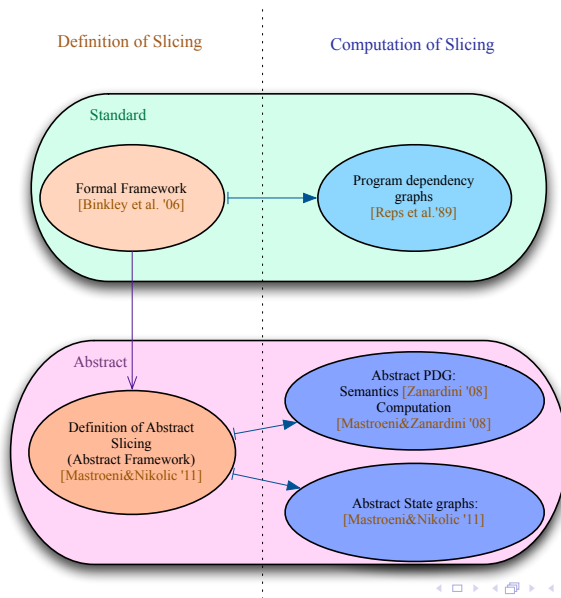 Definition of Slicing
Computation of Slicing
Standard
Formal Framework
[Binkley et al. '06]
Program dependency
graphs
[Reps et al.'89]
Abstract
Definition of Abstract
Slicing
(Abstract Framework)
[Mastroeni&Nikolic '11]
Abstract PDG:
Semantics [Zanardini '08]
Computation
[Mastroeni&Zanardini '08]
Abstract State graphs:
[Mastroeni&Nikolic '11]